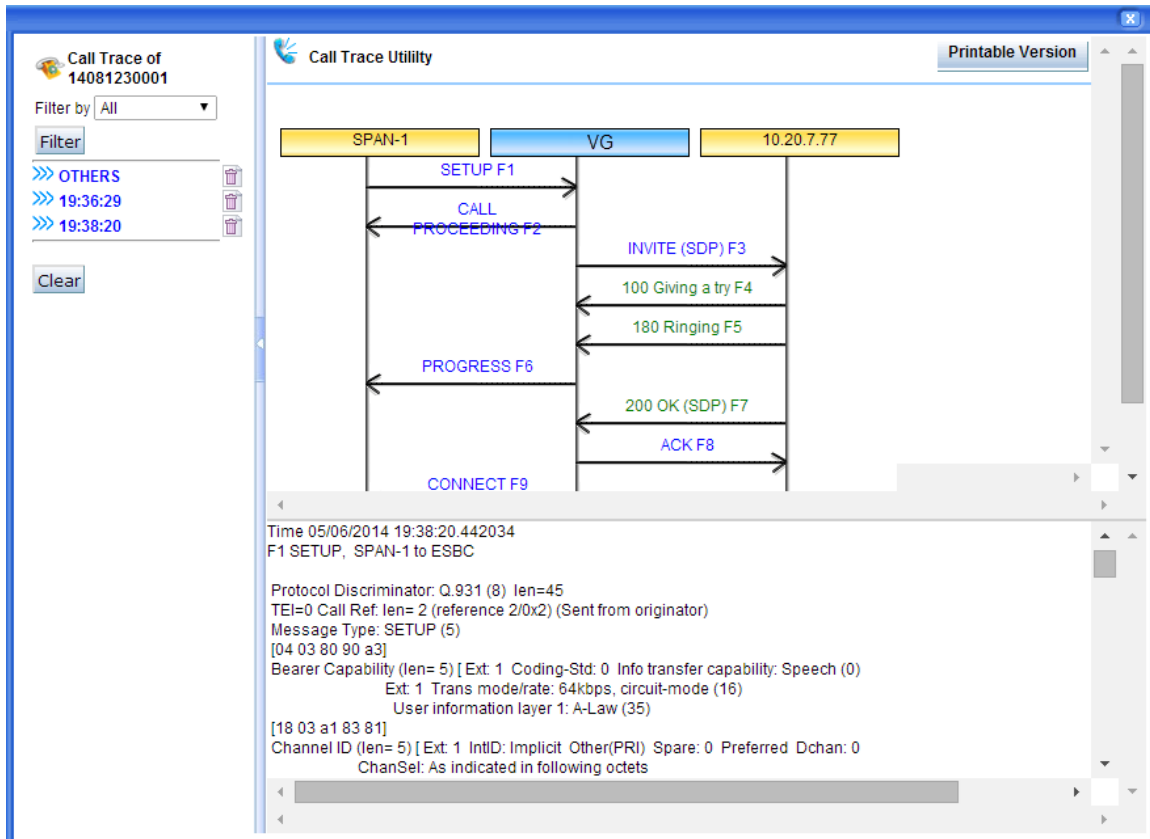 Call Trace of
14081230001
Filter by All
Filter
OTHERS
19:36:29
19:38:20
Clear
Call Trace Utililty
Printable Version
SPAN-1
VG
10.20.7.77
SETUP F1
CALL
PROCEEDING F2
INVITE (SDP) F3
100 Giving a try F4
180 Ringing F5
PROGRESS F6
200 OK (SDP) F7
ACK F8
CONNECT F9
Time 05/06/2014 19:38:20.442034
F1 SETUP, SPAN-1 to ESBC
Protocol Discriminator: Q.931 (8) len=45
TEI=0 Call Ref: len= 2 (reference 2/0x2) (Sent from originator)
Message Type: SETUP (5)
[04 03 80 90 a3]
Bearer Capability (len= 5) [ Ext: 1 Coding-Std: 0 Info transfer capability: Speech (0)
Ext: 1 Trans mode/rate: 64kbps, circuit-mode (16)
User information layer 1: A-Law (35)
[18 03 a1 83 81]
Channel ID (len= 5) [ Ext: 1 IntID: Implicit Other(PRI) Spare: 0 Preferred Dchan: 0
ChanSel: As indicated in following octets